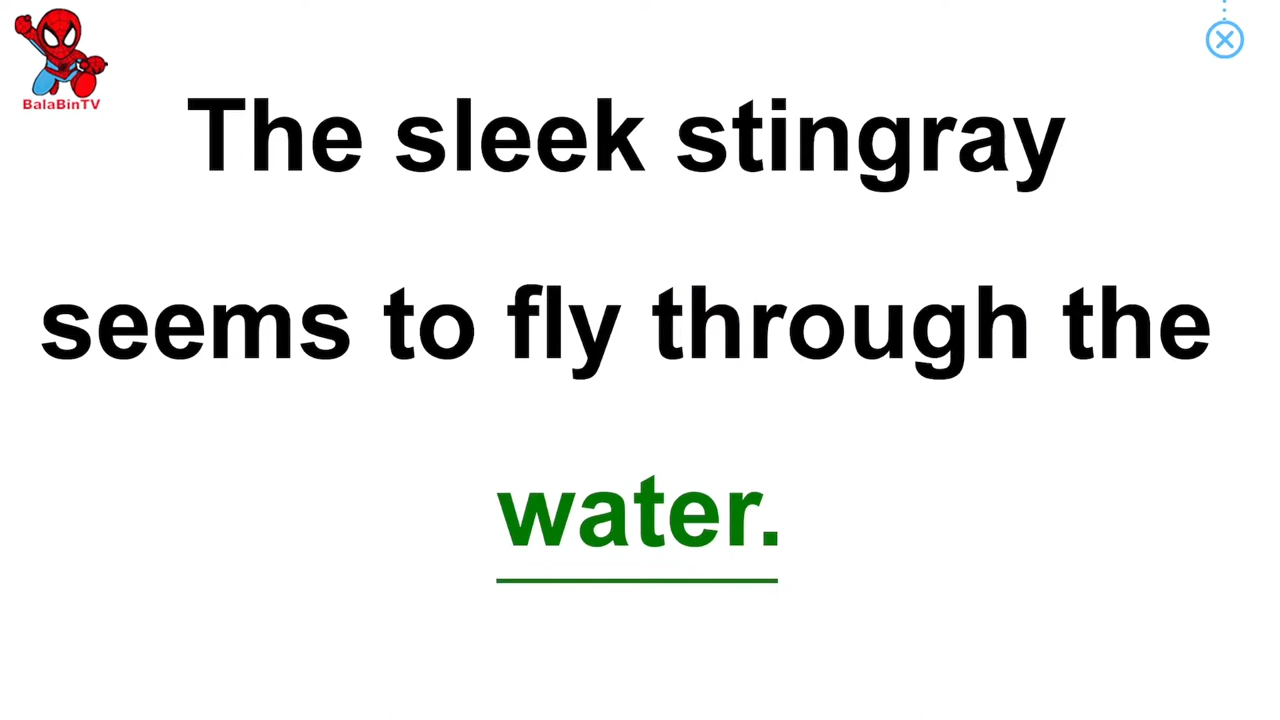 BalaBinTV
The sleek stingray
seems to fly through the
water.